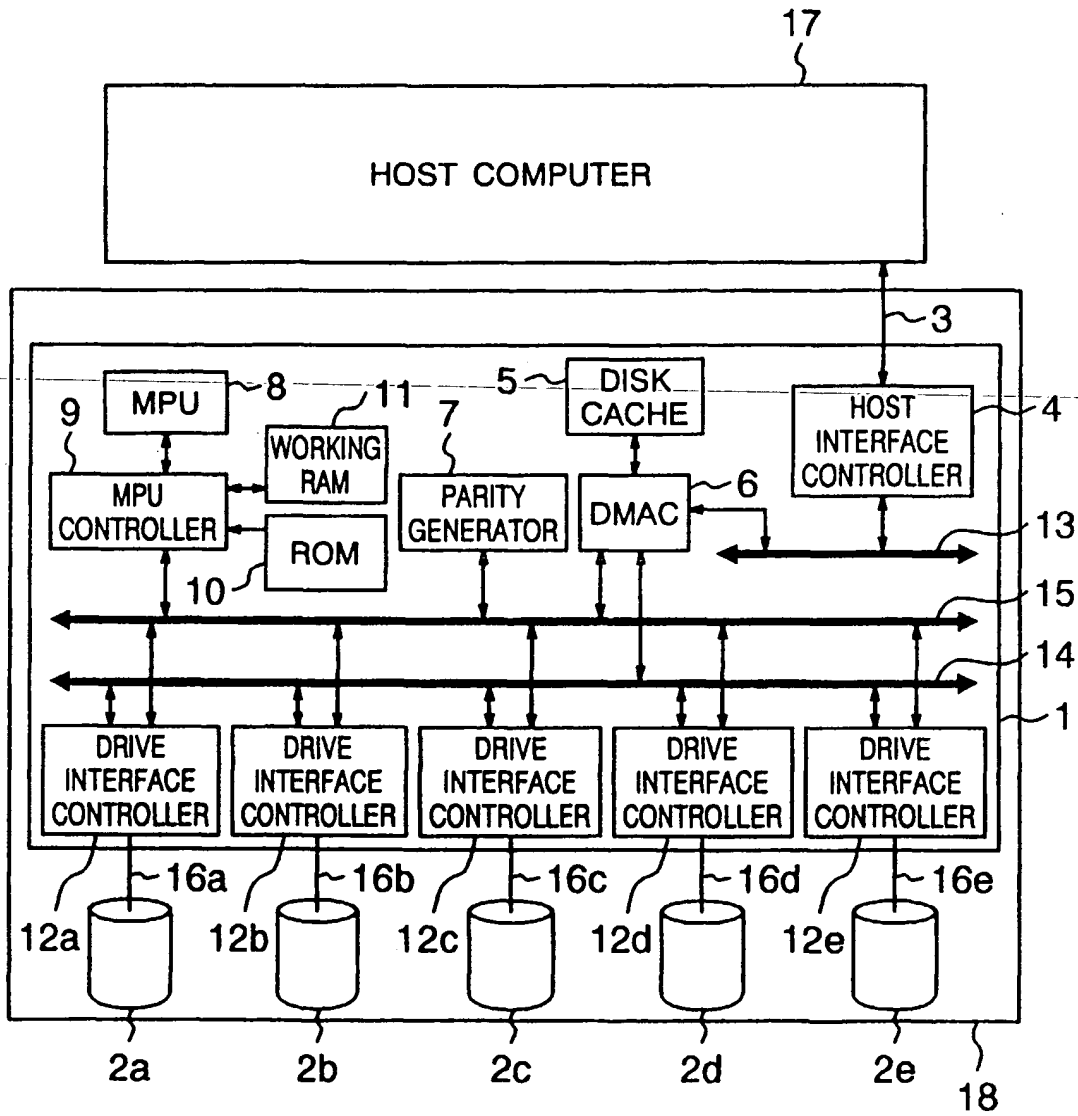 17
HOST COMPUTER
3
MPU
8
11
5
DISK
CACHE
HOST
INTERFACE
CONTROLLER
4
9
WORKING
RAM
7
MPU
CONTROLLER
PARITY
GENERATOR
DMAC
6
ROM
10
13
15
14
1
DRIVE
INTERFACE
CONTROLLER
DRIVE
INTERFACE
CONTROLLER
DRIVE
INTERFACE
CONTROLLER
DRIVE
INTERFACE
CONTROLLER
DRIVE
INTERFACE
CONTROLLER
16a
16b
16c
16d
16e
12a
12b
12c
12d
12e
2a
2b
2c
2d
2e
18